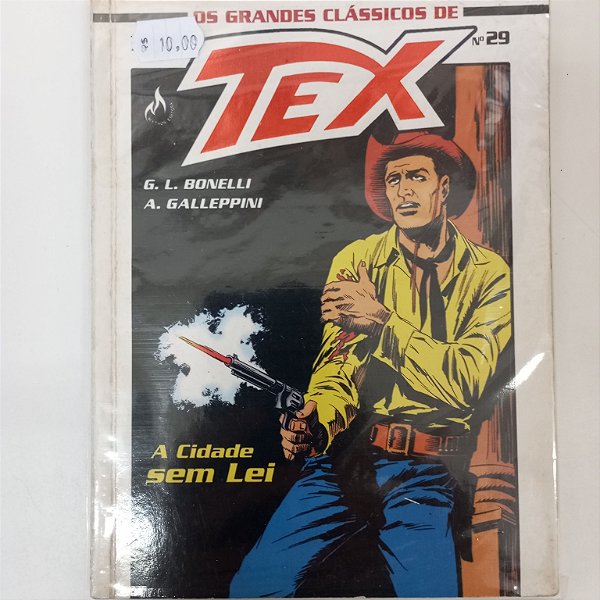 OS GRANDES CLÁSSICOS DE
$ 10,00
Nº 29
TEX
G. L. BONELLI
A. GALLEPPINI
A Cidade
sem Lei